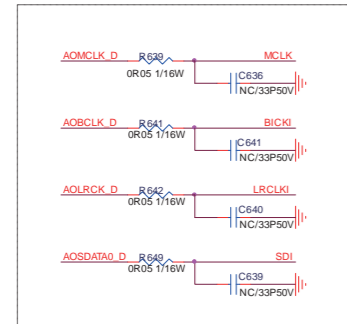 AOMCLK_D R639 MCLK
0R05 1/16W C636
NC/33P50V
AOBCLK_D R641 BICKI
0R05 1/16W C641
NC/33P50V
AOLRCK_D R642 LRCLKI
0R05 1/16W C640
NC/33P50V
AOSDATA0_D R649 SDI
0R05 1/16W C639
NC/33P50V